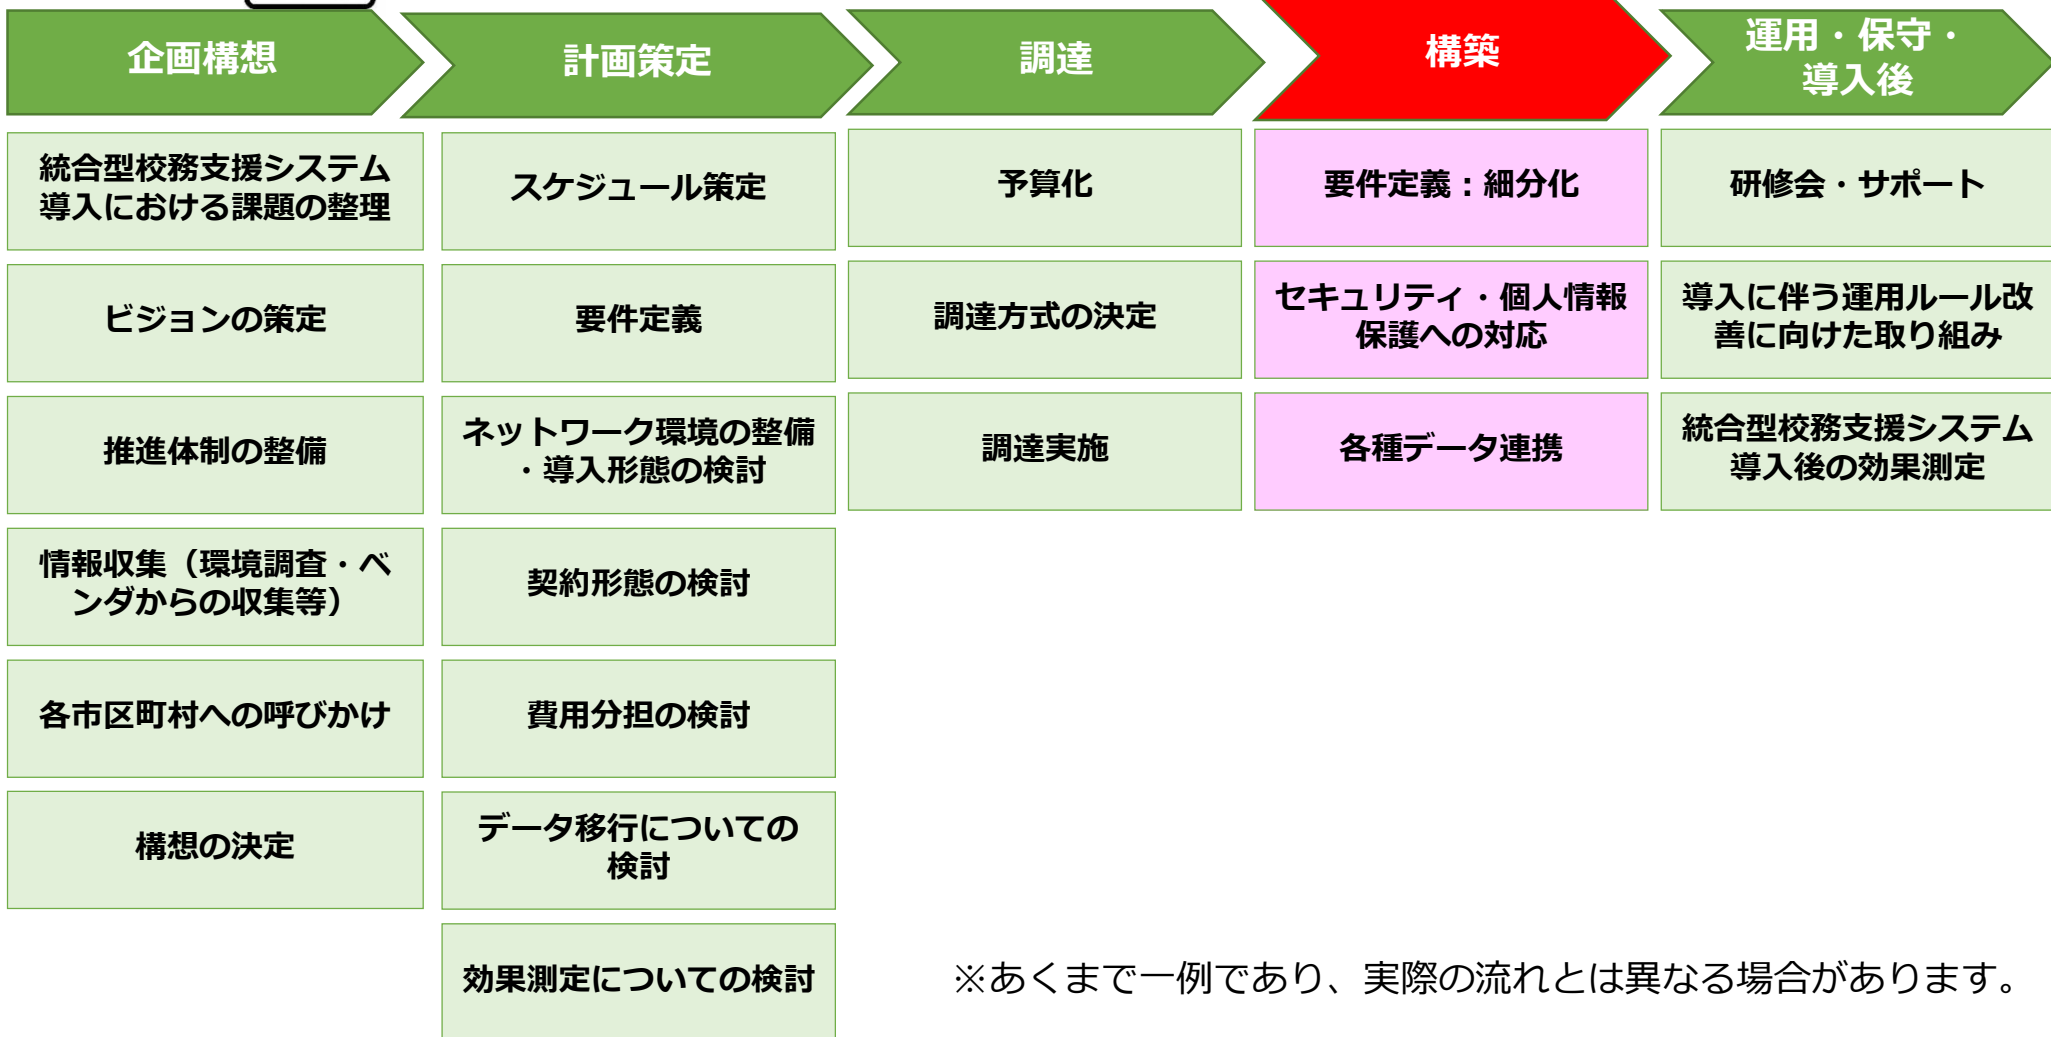 企画構想
計画策定
調達
構築
運用・保守・
導入後
統合型校務支援システム
導入における課題の整理
ビジョンの策定
推進体制の整備
情報収集（環境調査・ベ
ンダからの収集等）
各市区町村への呼びかけ
構想の決定
スケジュール策定
要件定義
ネットワーク環境の整備
・導入形態の検討
契約形態の検討
費用分担の検討
データ移行についての
検討
効果測定についての検討
予算化
調達方式の決定
調達実施
要件定義：細分化
セキュリティ・個人情報
保護への対応
各種データ連携
研修会・サポート
導入に伴う運用ルール改
善に向けた取り組み
統合型校務支援システム
導入後の効果測定
※あくまで一例であり、実際の流れとは異なる場合があります。